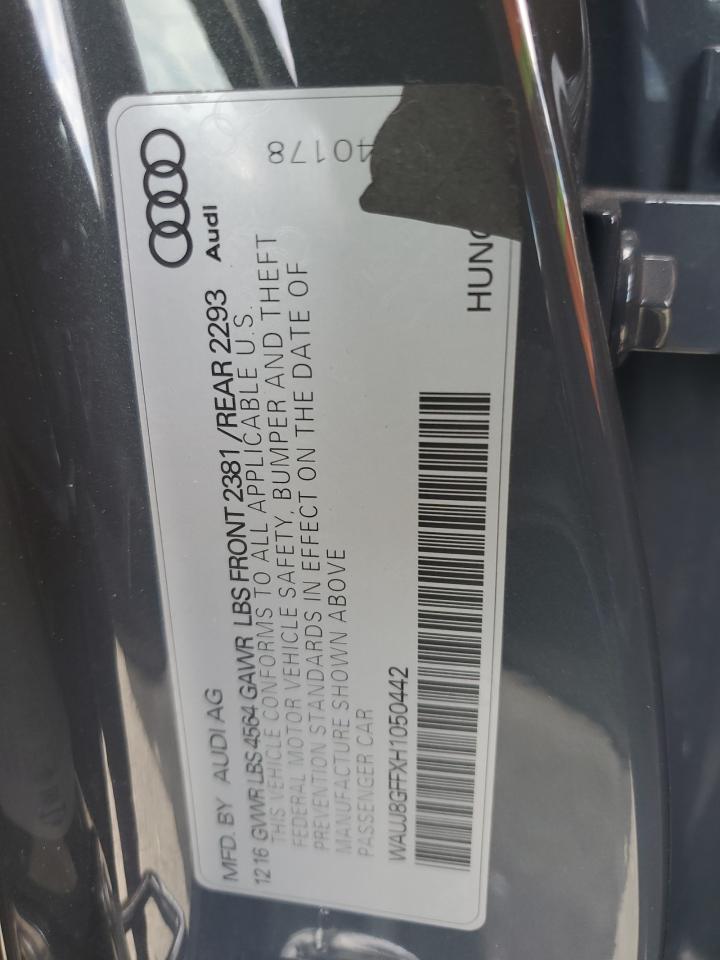 MFD. BY AUDI AG
12.16 GVWR LBS 4564 GAWR LBS FRONT 2381 /REAR 2293
THIS VEHICLE CONFORMS TO ALL APPLICABLE U.S.
FEDERAL MOTOR VEHICLE SAFETY, BUMPER AND THEFT
PREVENTION STANDARDS IN EFFECT ON THE DATE OF
MANUFACTURE SHOWN ABOVE
PASSENGER CAR
WAUJ8GFFXH1050442
Audi
40178